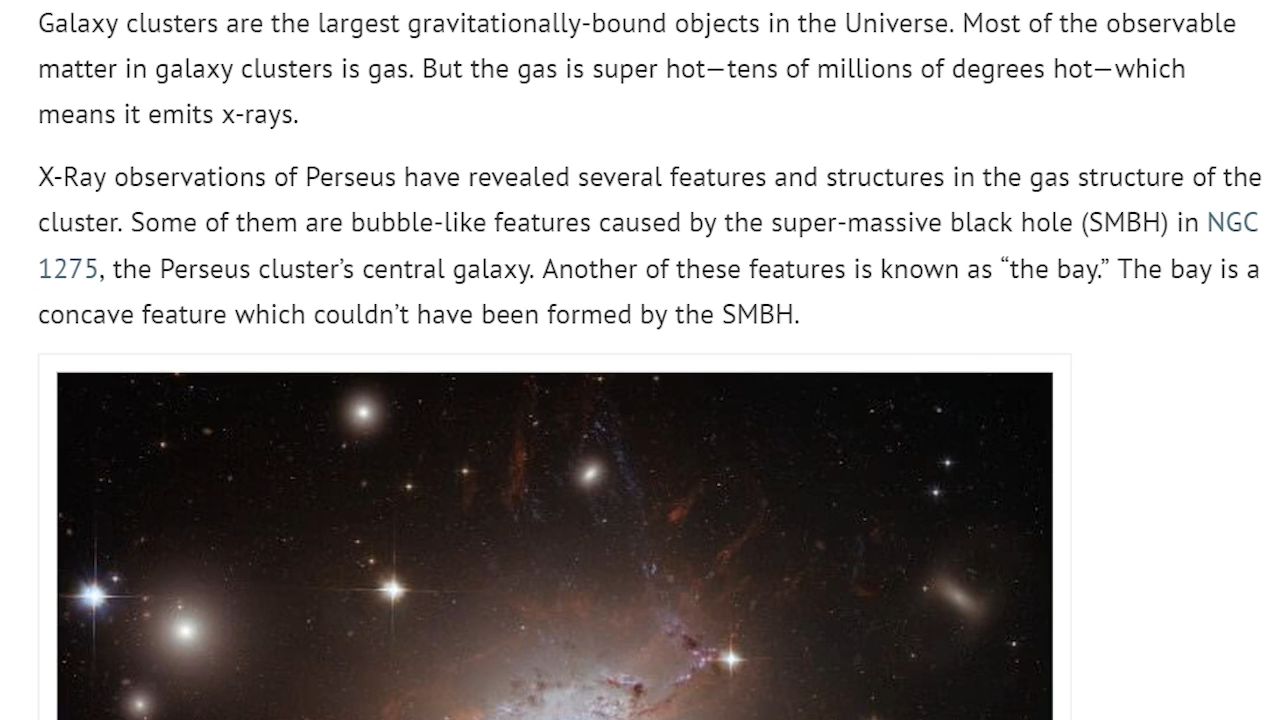 Galaxy clusters are the largest gravitationally-bound objects in the Universe. Most of the observable
matter in galaxy clusters is gas. But the gas is super hot—tens of millions of degrees hot—which
means it emits x-rays.
X-Ray observations of Perseus have revealed several features and structures in the gas structure of the
cluster. Some of them are bubble-like features caused by the super-massive black hole (SMBH) in NGC
1275, the Perseus cluster’s central galaxy. Another of these features is known as “the bay.” The bay is a
concave feature which couldn’t have been formed by the SMBH.